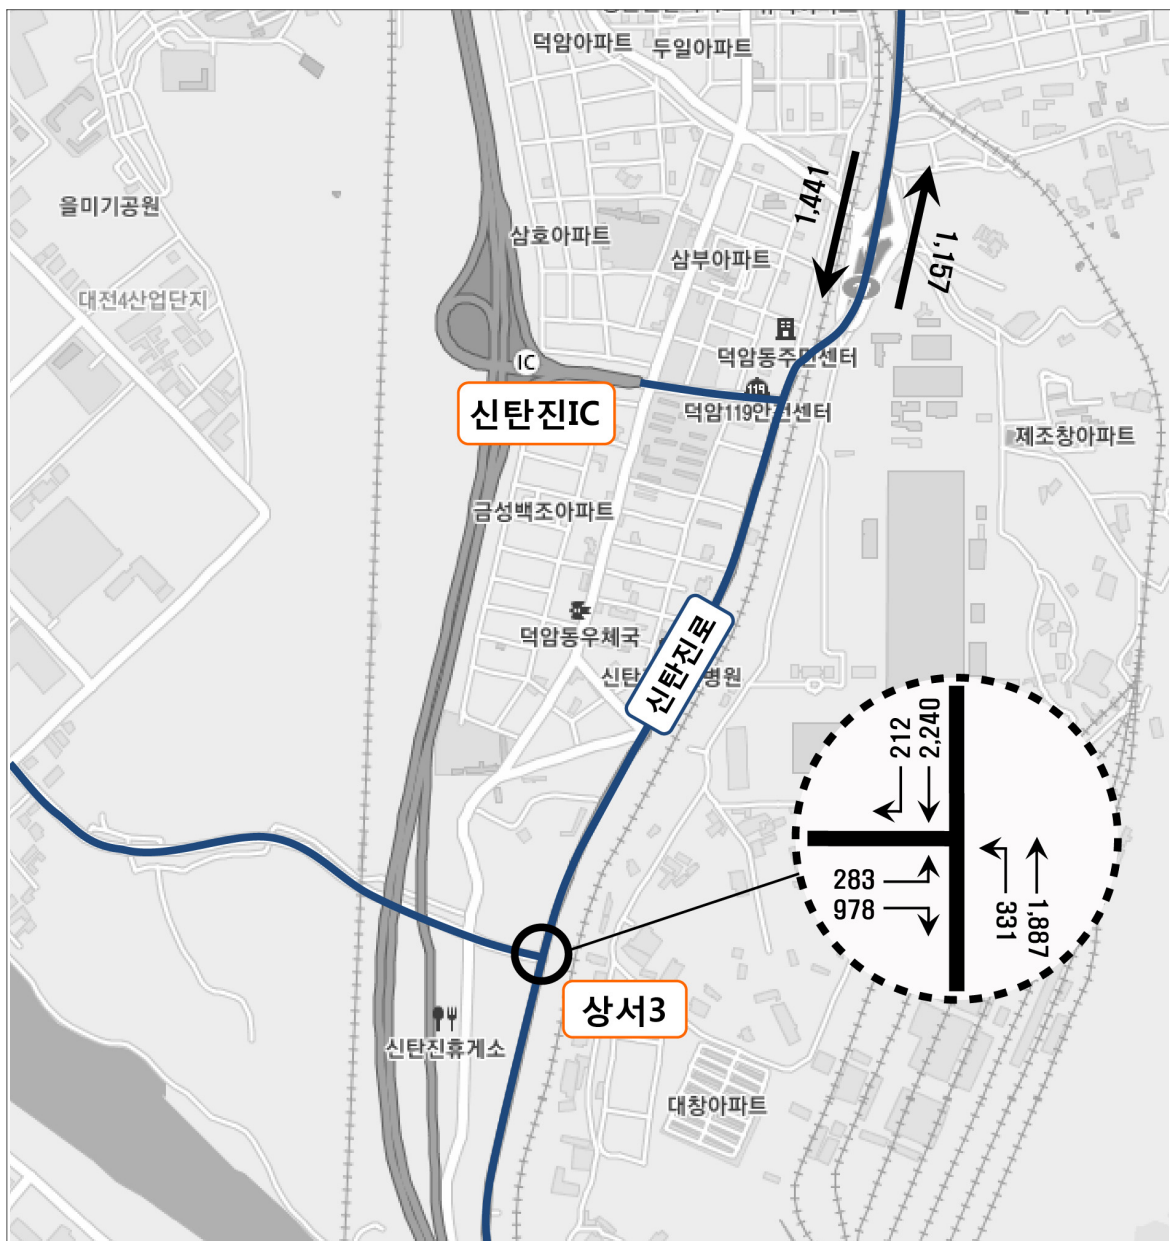 덕암아파트
두일아파트
1,441
을미기공원
삼호아파트
삼부아파트
1,157
대전4산업단지
덕암동주민센터
IC
119
신탄진IC
덕암119안전센터
제조창아파트
금성백조아파트
덕암동우체국
신탄진로
병원
212
2,240
283
978
331
1,887
상서3
신탄진휴게소
대창아파트